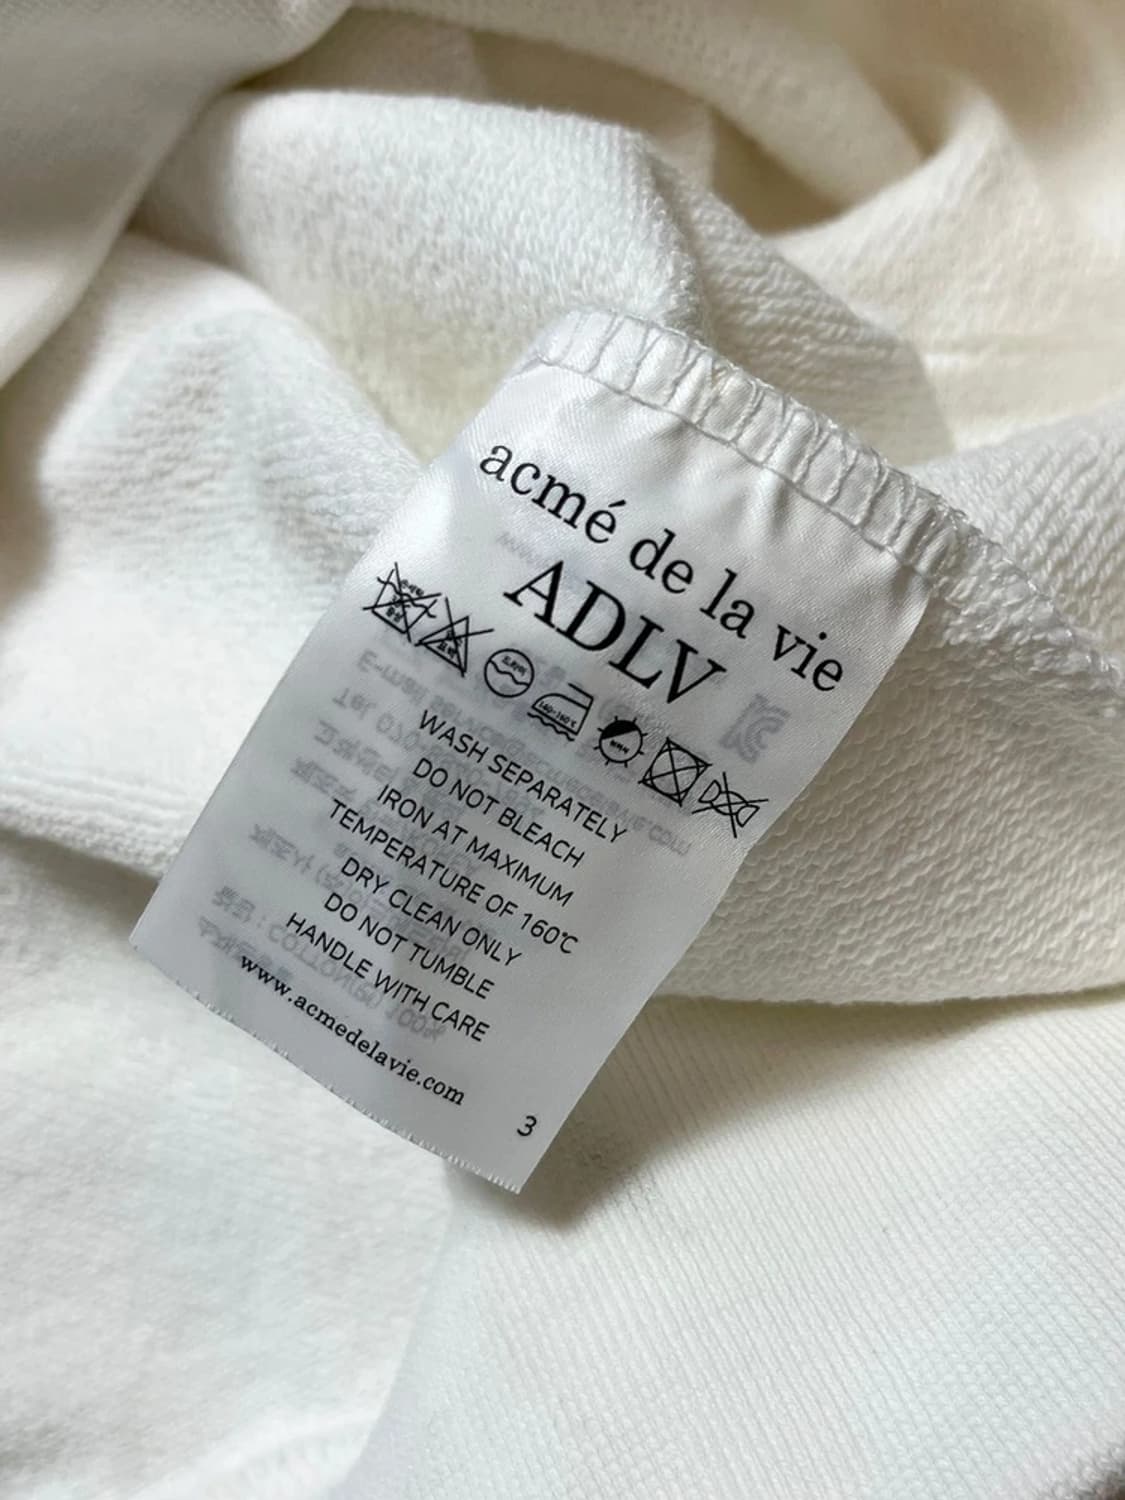 acmé de la vie
ADLV
WASH SEPARATELY
DO NOT BLEACH
IRON AT MAXIMUM
TEMPERATURE OF 160℃
DRY CLEAN ONLY
DO NOT TUMBLE
HANDLE WITH CARE
www.acmedelavie.com
3